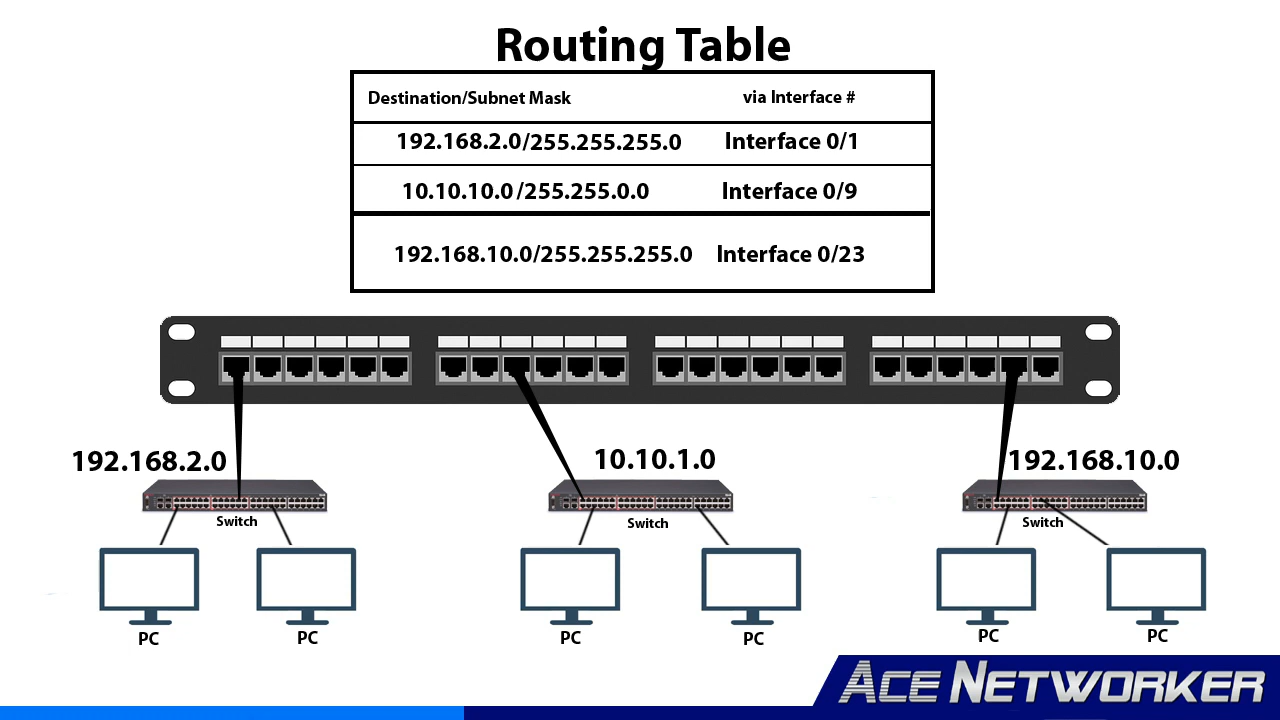 Routing Table
Destination/Subnet Mask via Interface #
192.168.2.0/255.255.255.0 Interface 0/1
10.10.10.0/255.255.0.0 Interface 0/9
192.168.10.0/255.255.255.0 Interface 0/23
192.168.2.0 10.10.1.0 192.168.10.0
Switch Switch Switch
PC PC PC PC PC PC
ACE NETWORKER